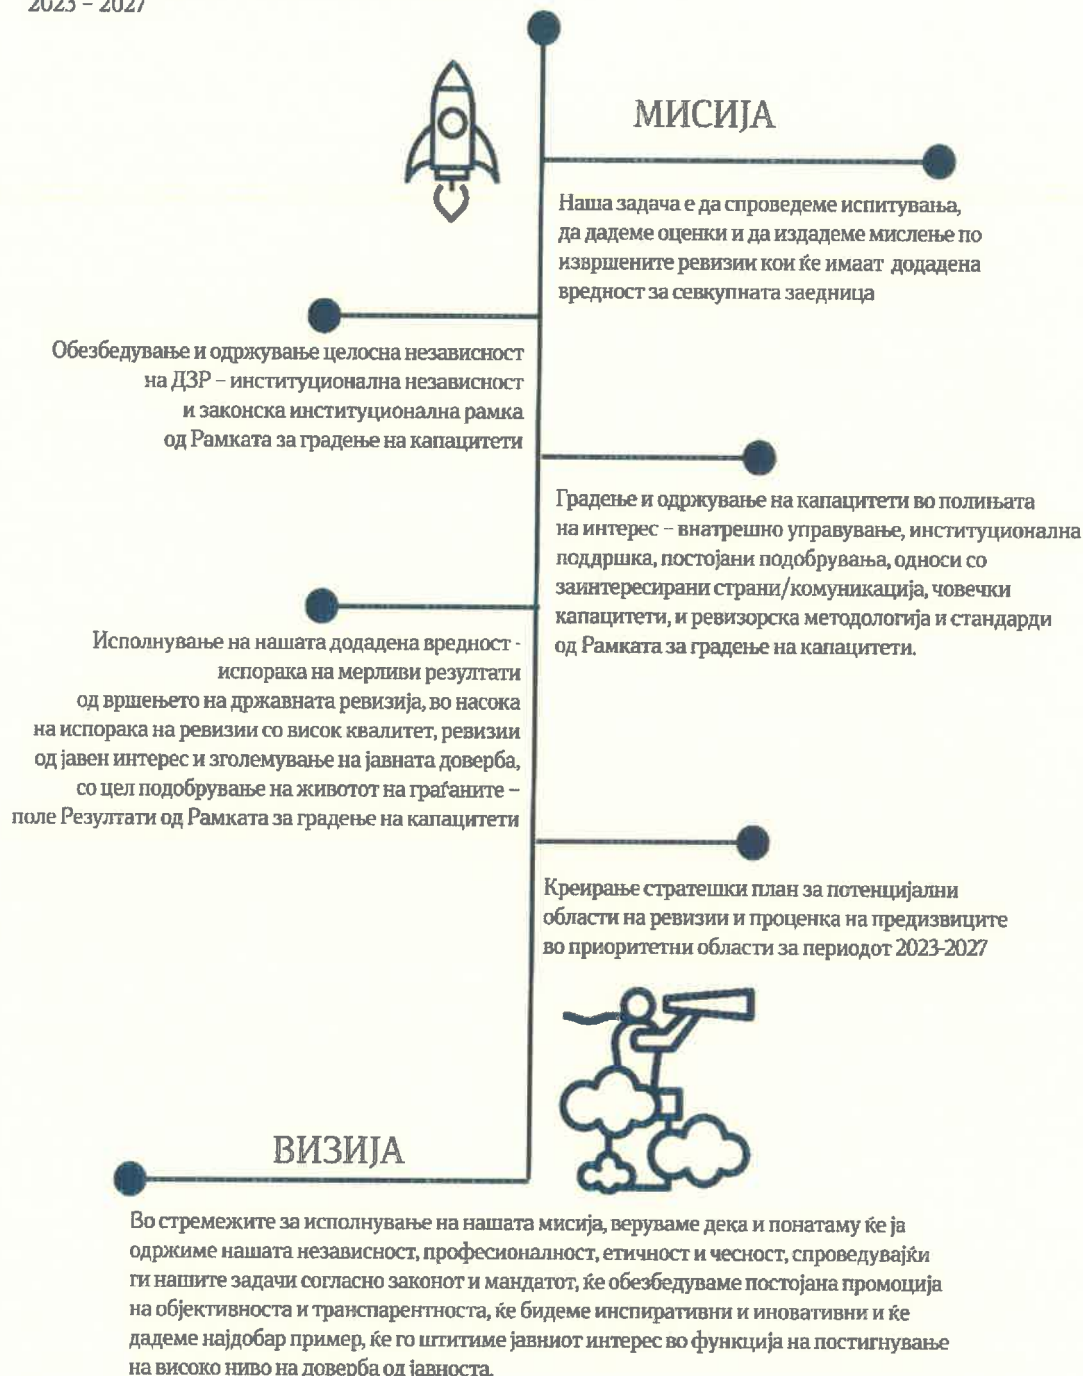 2023 – 2027
МИСИЈА
Наша задача е да спроведеме испитувања,
да дадеме оценки и да издадеме мислење по
извршените ревизии кои ќе имаат додадена
вредност за севкупната заедница
Обезбедување и одржување целосна независност
на ДЗР – институционална независност
и законска институционална рамка
од Рамката за градење на капацитети
Градење и одржување на капацитети во полињата
на интерес – внатрешно управување, институционална
поддршка, постојани подобрувања, односи со
заинтересирани страни/комуникација, човечки
капацитети, и ревизорска методологија и стандарди
од Рамката за градење на капацитети.
Исполнување на нашата додадена вредност -
испорака на мерливи резултати
од вршењето на државната ревизија, во насока
на испорака на ревизии со висок квалитет, ревизии
од јавен интерес и зголемување на јавната доверба,
со цел подобрување на животот на граѓаните –
поле Резултати од Рамката за градење на капацитети
Креирање стратешки план за потенцијални
области на ревизии и проценка на предизвиците
во приоритетни области за периодот 2023-2027
ВИЗИЈА
Во стремежите за исполнување на нашата мисија, веруваме дека и понатаму ќе ја
одржиме нашата независност, професионалност, етичност и чесност, спроведувајќи
ги нашите задачи согласно законот и мандатот, ќе обезбедуваме постојана промоција
на објективноста и транспарентноста, ќе бидеме инспиративни и иновативни и ќе
дадеме најдобар пример, ќе го штитиме јавниот интерес во функција на постигнување
на високо ниво на доверба од јавноста.